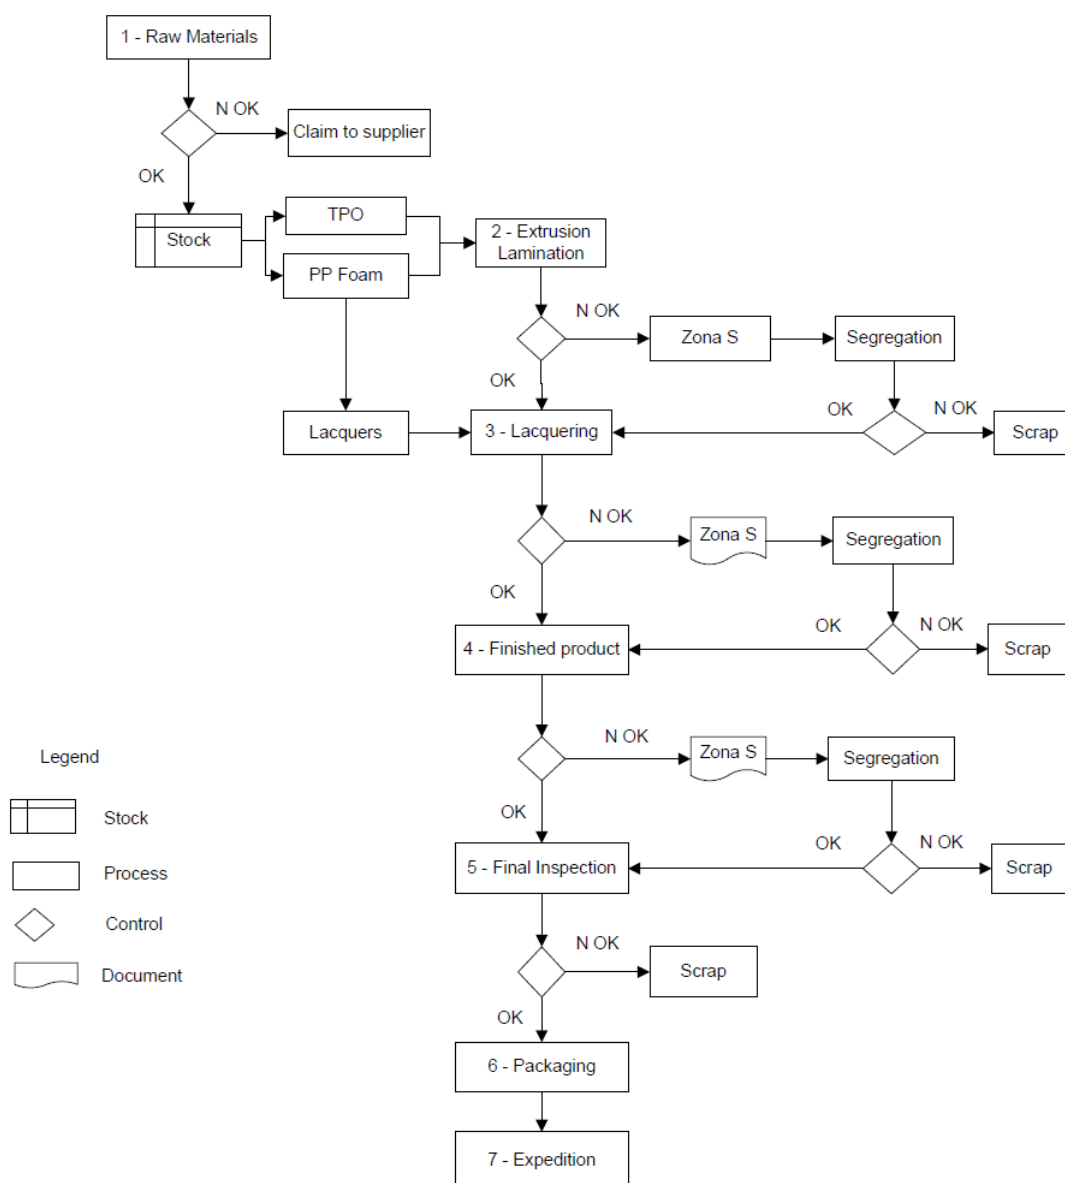 1 - Raw Materials
N OK
Claim to supplier
OK
Stock
TPO
PP Foam
2 - Extrusion
Lamination
N OK
Zona S
Segregation
OK
OK
N OK
Lacquers
3 - Lacquering
Scrap
N OK
Zona S
Segregation
OK
OK
N OK
4 - Finished product
Scrap
N OK
Zona S
Segregation
OK
OK
N OK
5 - Final Inspection
Scrap
N OK
Scrap
OK
6 - Packaging
7 - Expedition
Legend
Stock
Process
Control
Document